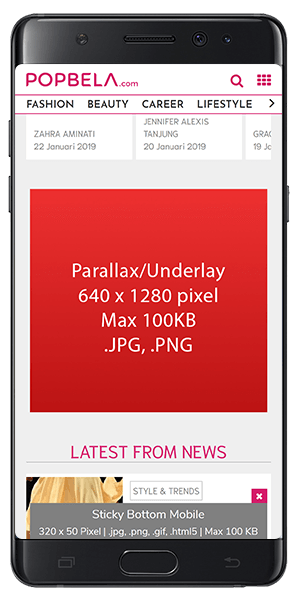 POPBELA.com
FASHION BEAUTY CAREER LIFESTYLE >
JENNIFER ALEXIS
ZAHRA AMINATI TANJUNG GRAC
22 Januari 2019 20 Januari 2019 19 Ja
Parallax/Underlay
640 x 1280 pixel
Max 100KB
.JPG, .PNG
LATEST FROM NEWS
STYLE & TRENDS
Sticky Bottom Mobile
320 x 50 Pixel | .jpg, .png, .gif, .html5 | Max 100 KB